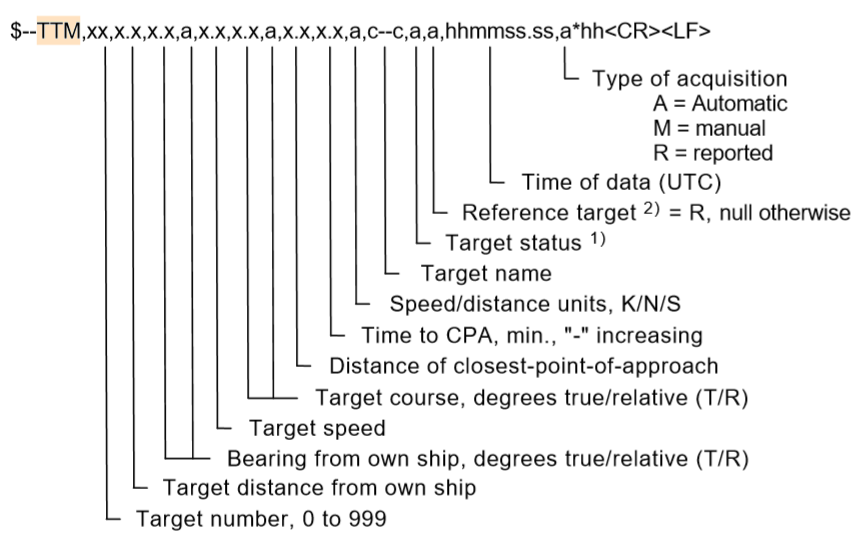 $--TTM,xx,x.x,x.x,a,x.x,x.x,a,x.x,x.x,a,c--c,a,a,hhmmss.ss,a*hh<CR><LF>
Type of acquisition
A = Automatic
M = manual
R = reported
Time of data (UTC)
Reference target 2) = R, null otherwise
Target status 1)
Target name
Speed/distance units, K/N/S
Time to CPA, min., "-" increasing
Distance of closest-point-of-approach
Target course, degrees true/relative (T/R)
Target speed
Bearing from own ship, degrees true/relative (T/R)
Target distance from own ship
Target number, 0 to 999